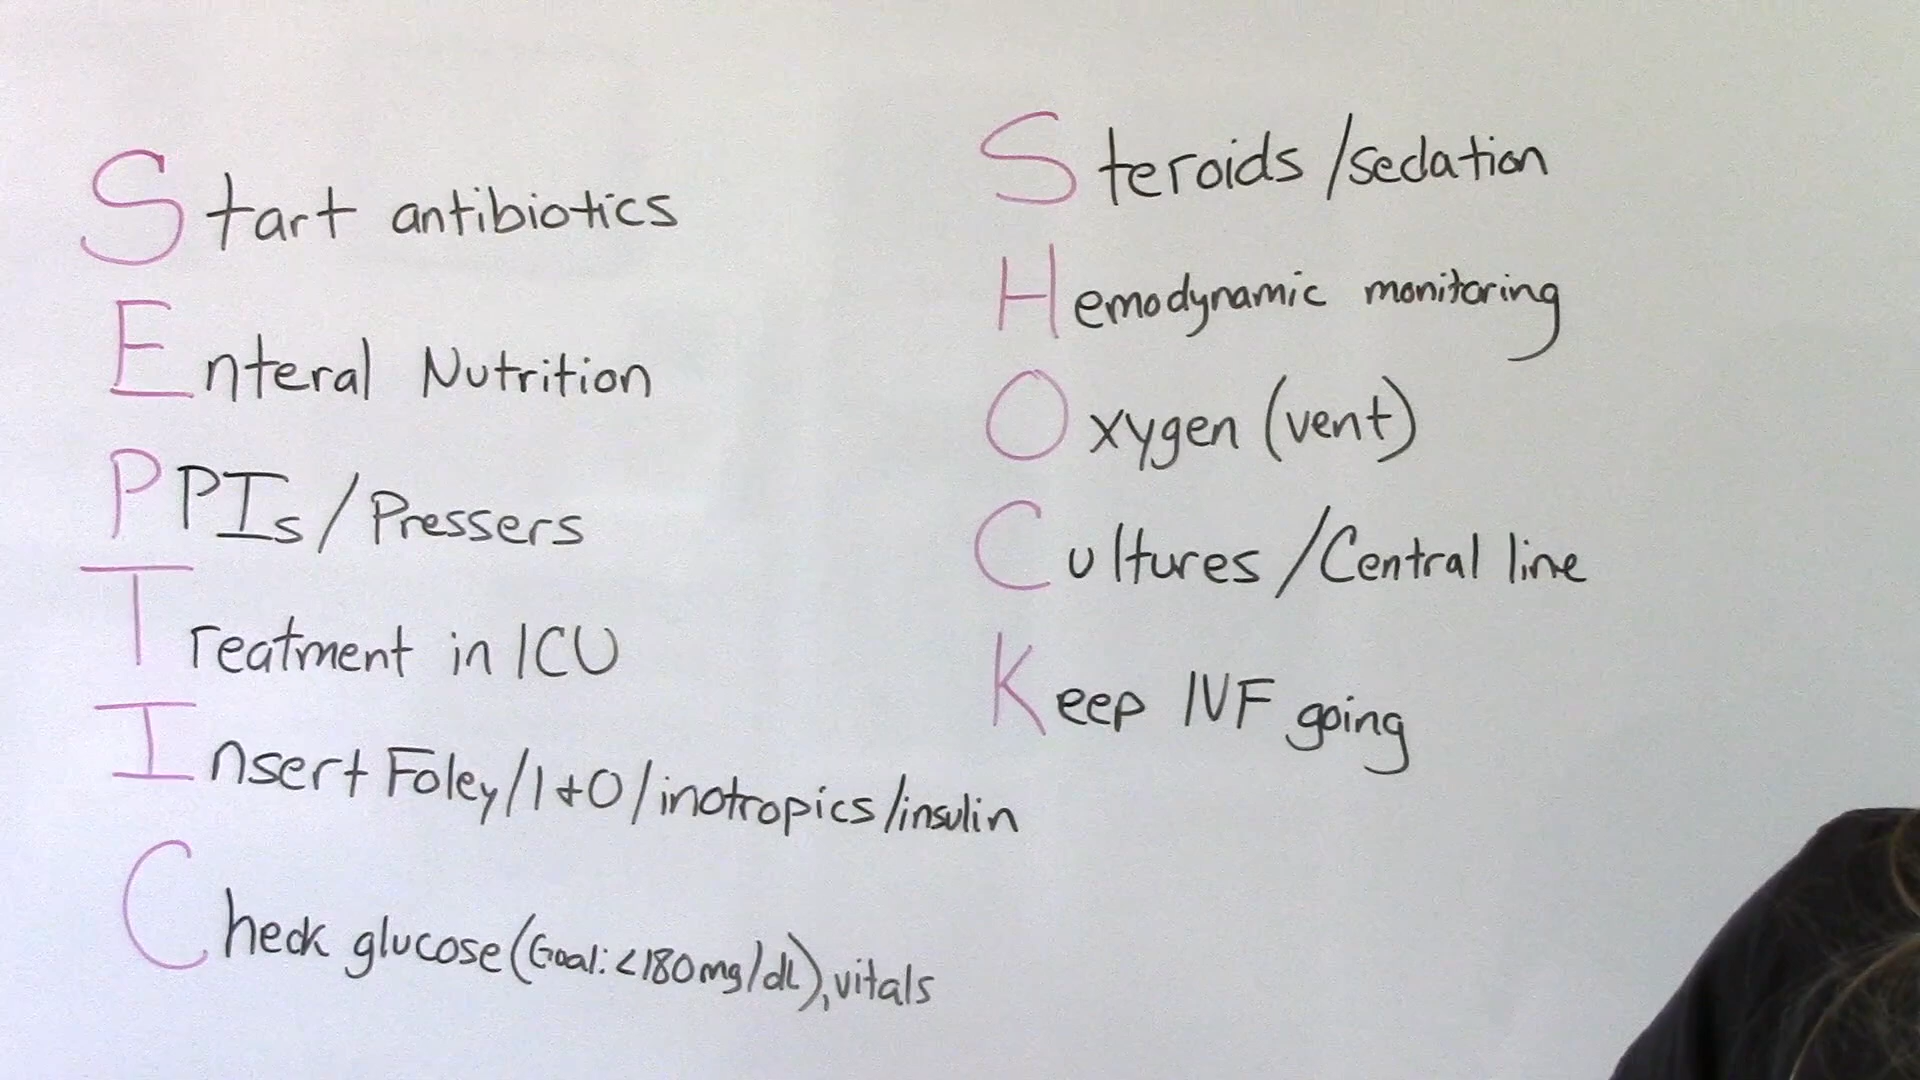 Start antibiotics
Enteral Nutrition
PPIs/Pressers
Treatment in ICU
Insert Foley/I+O/inotropics/insulin
Check glucose (Goal: <180mg/dL), vitals
Steroids/sedation
Hemodynamic monitoring
Oxygen (vent)
Cultures/Central line
Keep IVF going